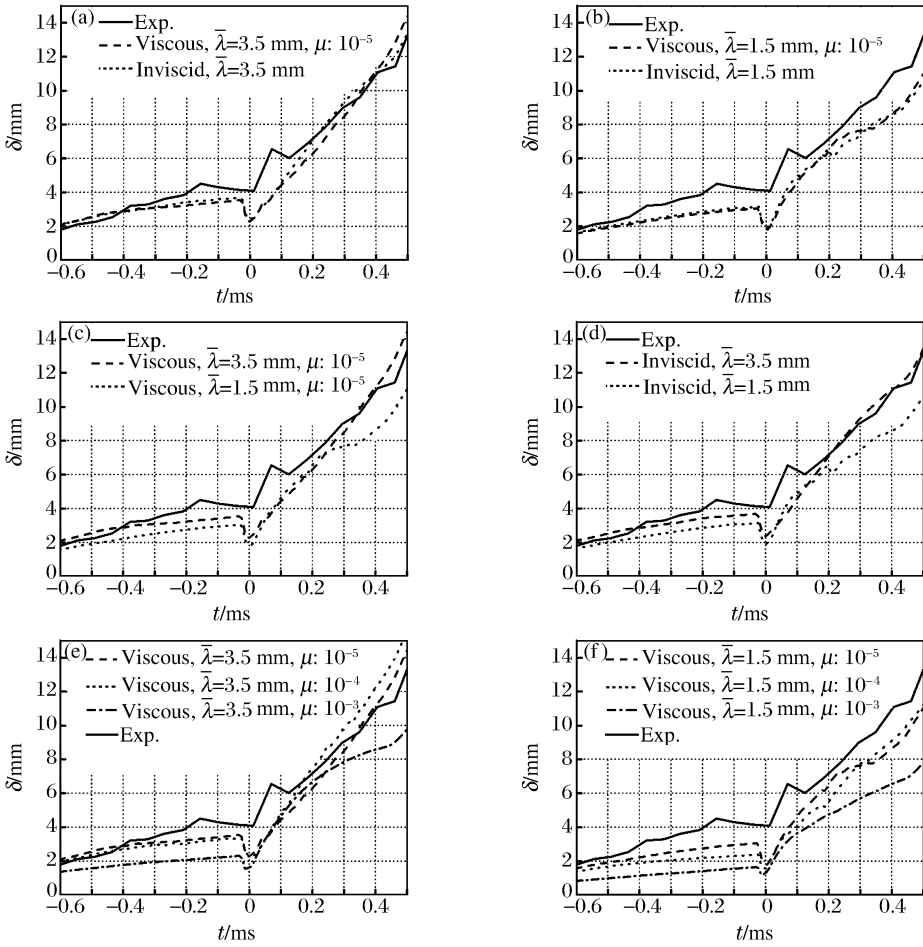 (a)
Exp.
Viscous, λ̅=3.5 mm, μ: 10⁻⁵
Inviscid, λ̅=3.5 mm
14
12
10
8
6
4
2
0
δ/mm
−0.6 −0.4 −0.2 0 0.2 0.4
t/ms
(b)
Exp.
Viscous, λ̅=1.5 mm, μ: 10⁻⁵
Inviscid, λ̅=1.5 mm
14
12
10
8
6
4
2
0
δ/mm
−0.6 −0.4 −0.2 0 0.2 0.4
t/ms
(c)
Exp.
Viscous, λ̅=3.5 mm, μ: 10⁻⁵
Viscous, λ̅=1.5 mm, μ: 10⁻⁵
14
12
10
8
6
4
2
0
δ/mm
−0.6 −0.4 −0.2 0 0.2 0.4
t/ms
(d)
Exp.
Inviscid, λ̅=3.5 mm
Inviscid, λ̅=1.5 mm
14
12
10
8
6
4
2
0
δ/mm
−0.6 −0.4 −0.2 0 0.2 0.4
t/ms
(e)
Viscous, λ̅=3.5 mm, μ: 10⁻⁵
Viscous, λ̅=3.5 mm, μ: 10⁻⁴
Viscous, λ̅=3.5 mm, μ: 10⁻³
Exp.
14
12
10
8
6
4
2
0
δ/mm
−0.6 −0.4 −0.2 0 0.2 0.4
t/ms
(f)
Viscous, λ̅=1.5 mm, μ: 10⁻⁵
Viscous, λ̅=1.5 mm, μ: 10⁻⁴
Viscous, λ̅=1.5 mm, μ: 10⁻³
Exp.
14
12
10
8
6
4
2
0
δ/mm
−0.6 −0.4 −0.2 0 0.2 0.4
t/ms